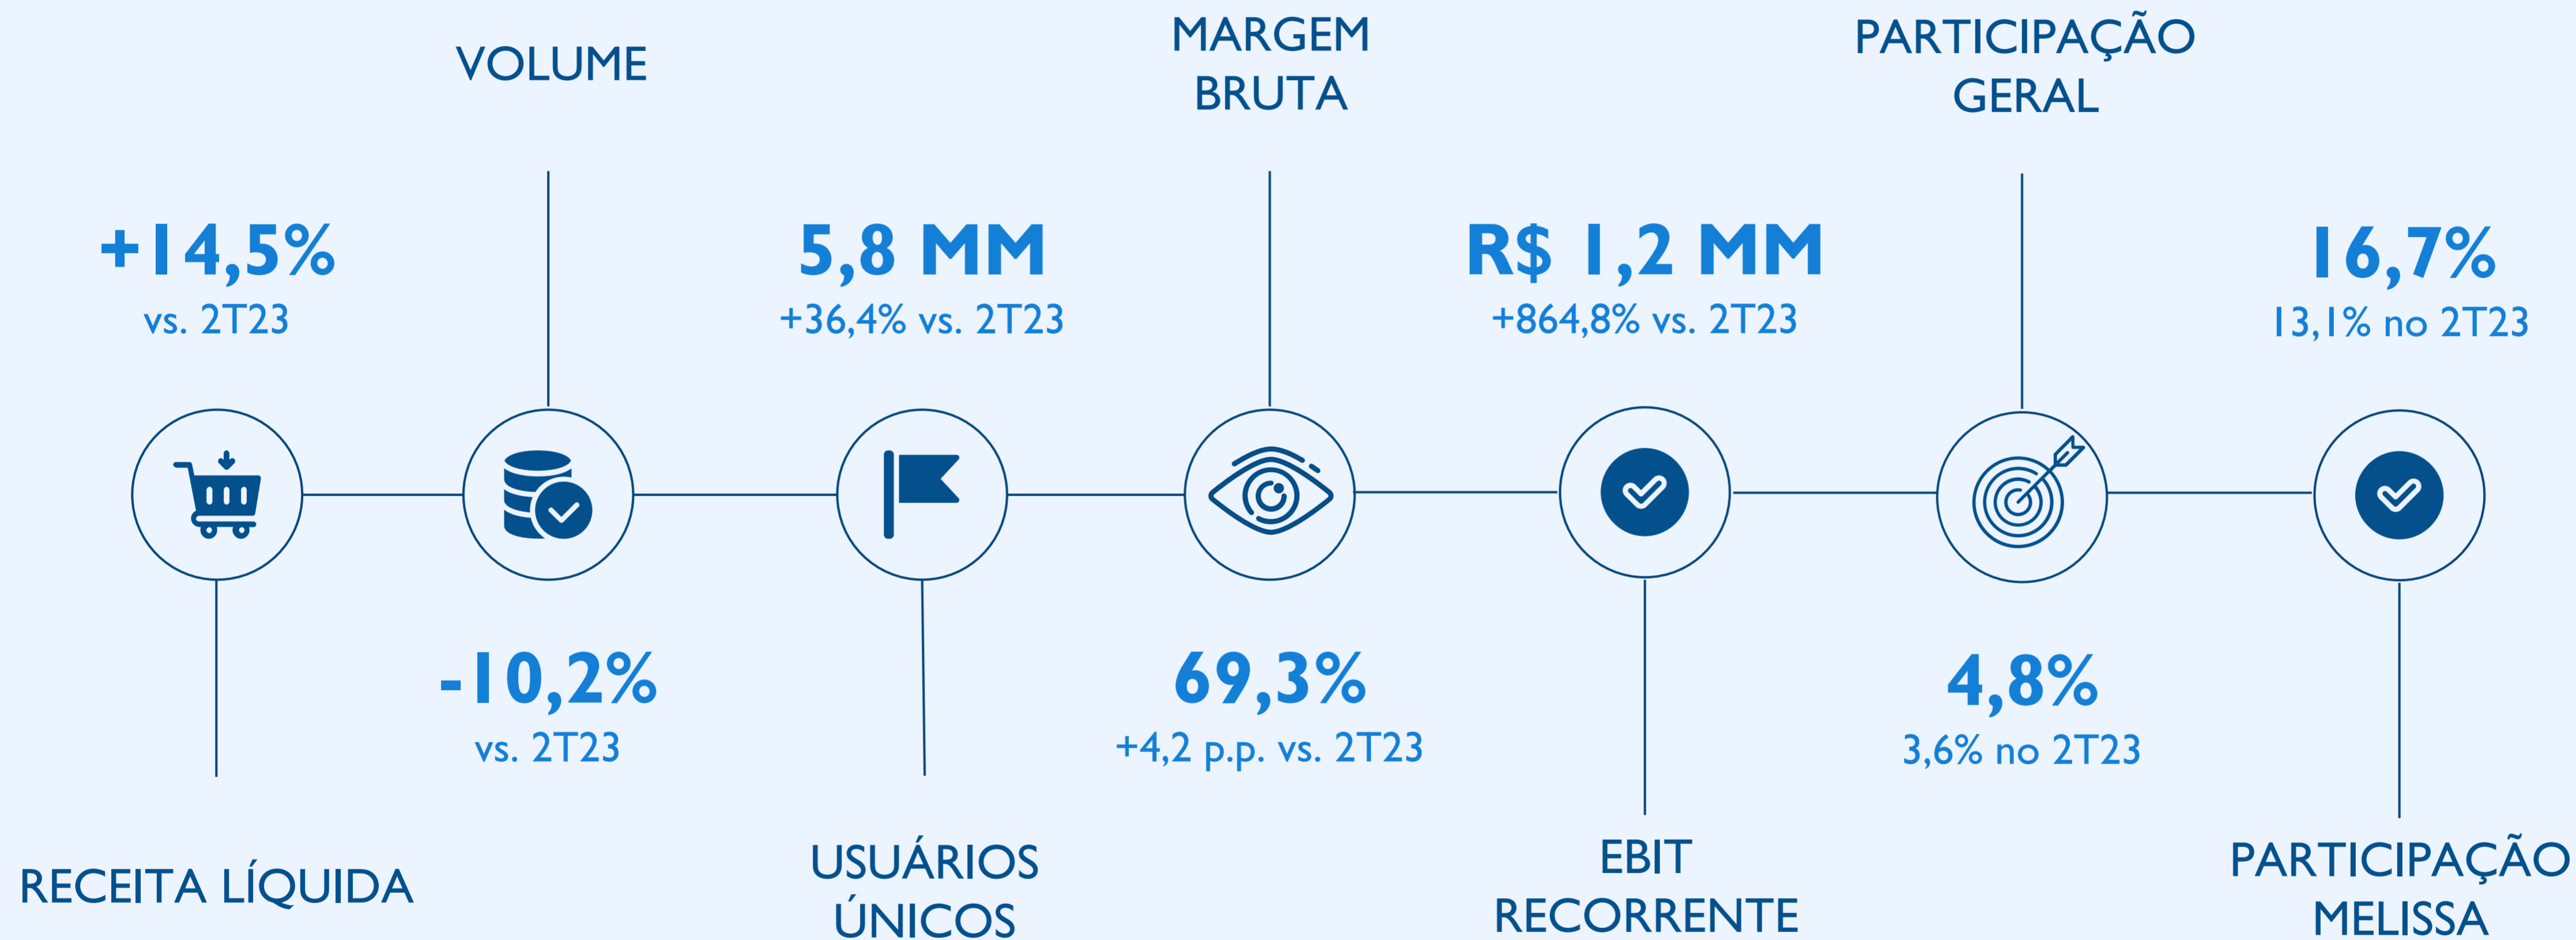 RECEITA LÍQUIDA
+14,5%
vs. 2T23
VOLUME
-10,2%
vs. 2T23
USUÁRIOS
ÚNICOS
5,8 MM
+36,4% vs. 2T23
MARGEM
BRUTA
69,3%
+4,2 p.p. vs. 2T23
EBIT
RECORRENTE
R$ 1,2 MM
+864,8% vs. 2T23
PARTICIPAÇÃO
GERAL
4,8%
3,6% no 2T23
PARTICIPAÇÃO
MELISSA
16,7%
13,1% no 2T23